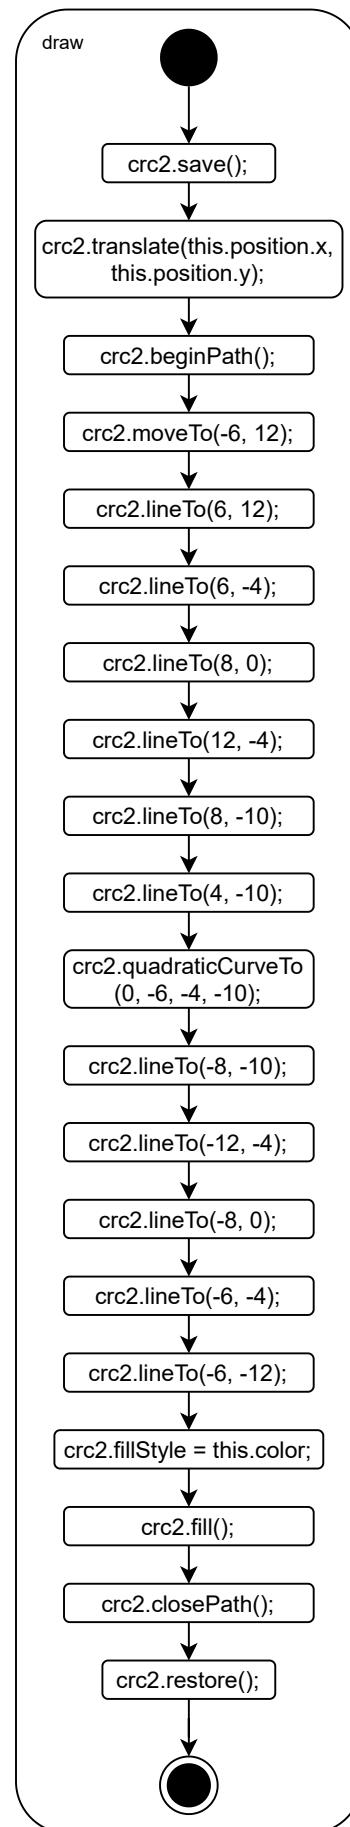 draw
crc2.save();
crc2.translate(this.position.x,
this.position.y);
crc2.beginPath();
crc2.moveTo(-6, 12);
crc2.lineTo(6, 12);
crc2.lineTo(6, -4);
crc2.lineTo(8, 0);
crc2.lineTo(12, -4);
crc2.lineTo(8, -10);
crc2.lineTo(4, -10);
crc2.quadraticCurveTo
(0, -6, -4, -10);
crc2.lineTo(-8, -10);
crc2.lineTo(-12, -4);
crc2.lineTo(-8, 0);
crc2.lineTo(-6, -4);
crc2.lineTo(-6, -12);
crc2.fillStyle = this.color;
crc2.fill();
crc2.closePath();
crc2.restore();